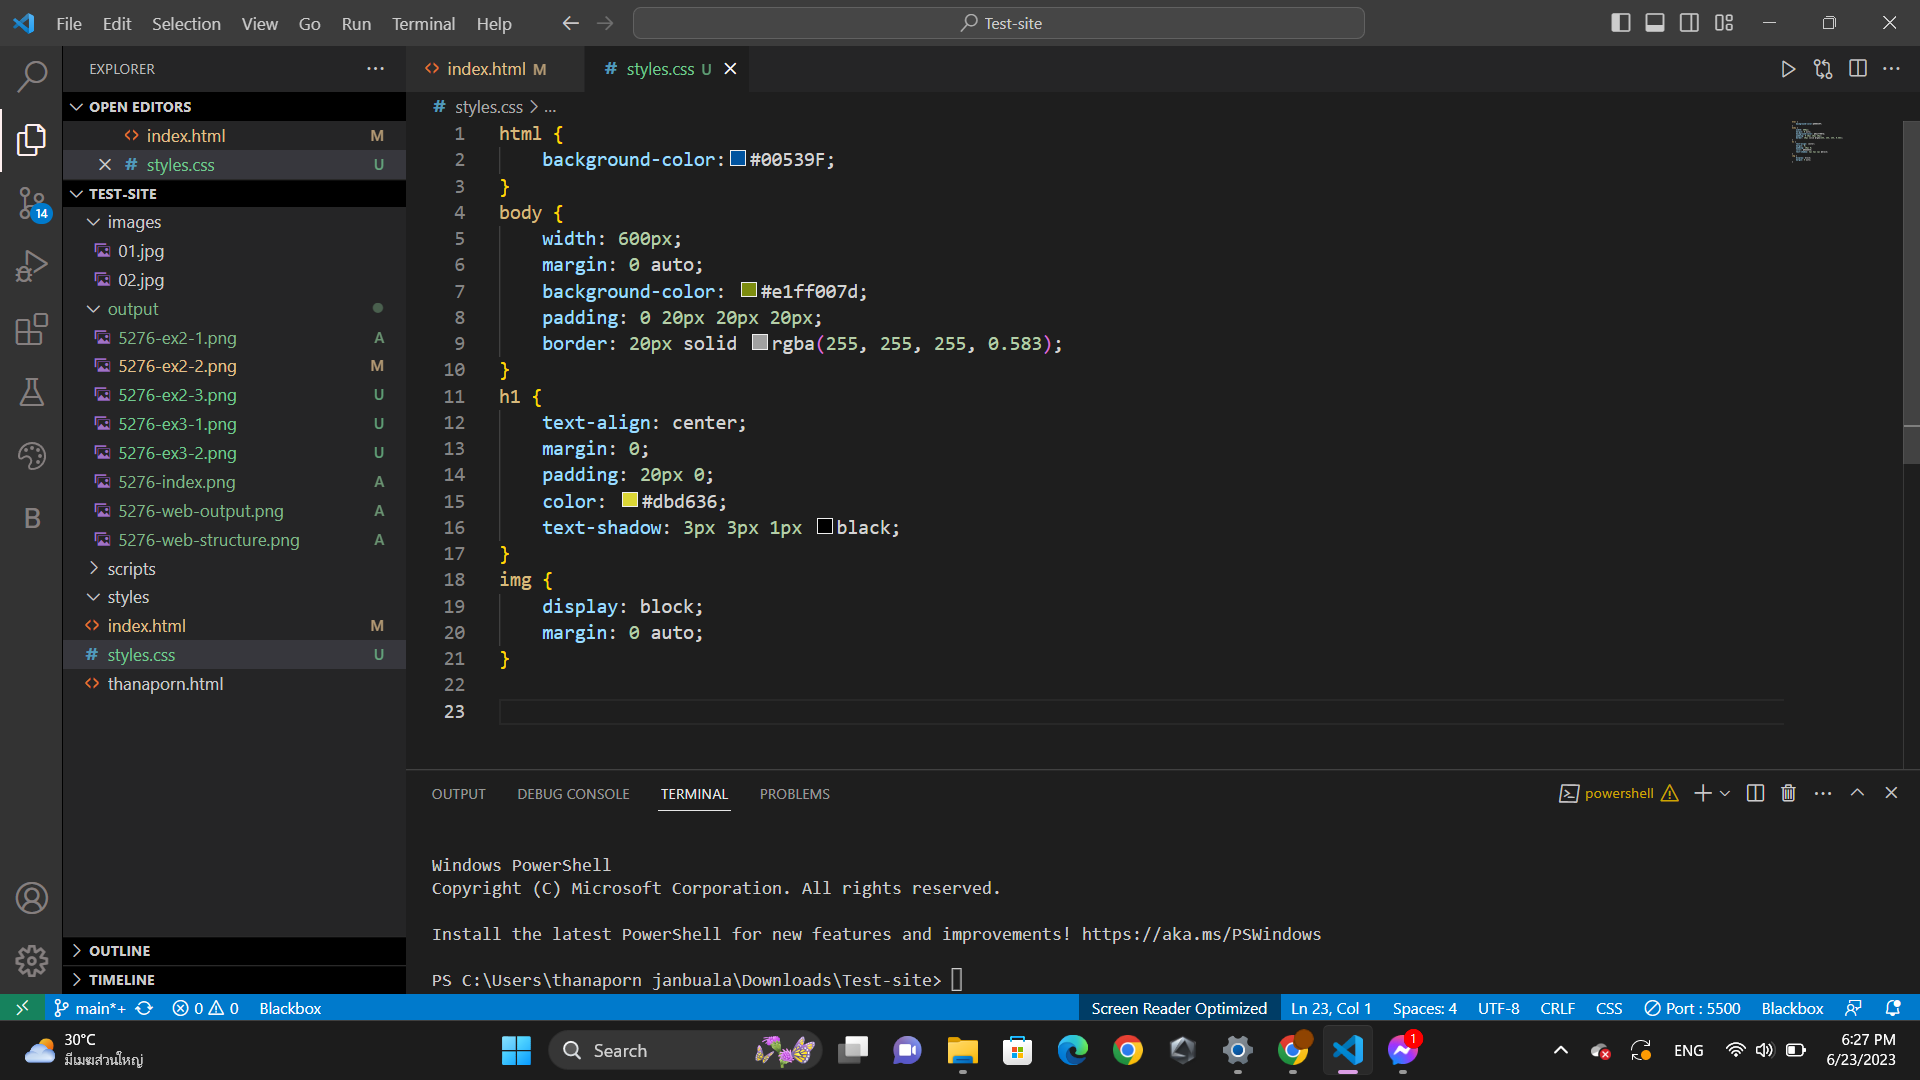 File Edit Selection View Go Run Terminal Help
Test-site
EXPLORER
OPEN EDITORS
index.html M
styles.css U
TEST-SITE
images
01.jpg
02.jpg
output
5276-ex2-1.png A
5276-ex2-2.png M
5276-ex2-3.png U
5276-ex3-1.png U
5276-ex3-2.png U
5276-index.png A
5276-web-output.png A
5276-web-structure.png A
scripts
styles
index.html M
styles.css U
thanaporn.html
OUTLINE
TIMELINE
14
B
index.html M
# styles.css U
# styles.css > ...
1 html {
2 background-color: #00539F;
3 }
4 body {
5 width: 600px;
6 margin: 0 auto;
7 background-color: #e1ff007d;
8 padding: 0 20px 20px 20px;
9 border: 20px solid rgba(255, 255, 255, 0.583);
10 }
11 h1 {
12 text-align: center;
13 margin: 0;
14 padding: 20px 0;
15 color: #dbd636;
16 text-shadow: 3px 3px 1px black;
17 }
18 img {
19 display: block;
20 margin: 0 auto;
21 }
22
23
OUTPUT DEBUG CONSOLE TERMINAL PROBLEMS
powershell
Windows PowerShell
Copyright (C) Microsoft Corporation. All rights reserved.
Install the latest PowerShell for new features and improvements! https://aka.ms/PSWindows
PS C:\Users\thanaporn janbuala\Downloads\Test-site>
main*+ 0 0 Blackbox
Screen Reader Optimized Ln 23, Col 1 Spaces: 4 UTF-8 CRLF CSS Port : 5500 Blackbox
30°C
มีเมฆส่วนใหญ่
Search
1
ENG
6:27 PM
6/23/2023